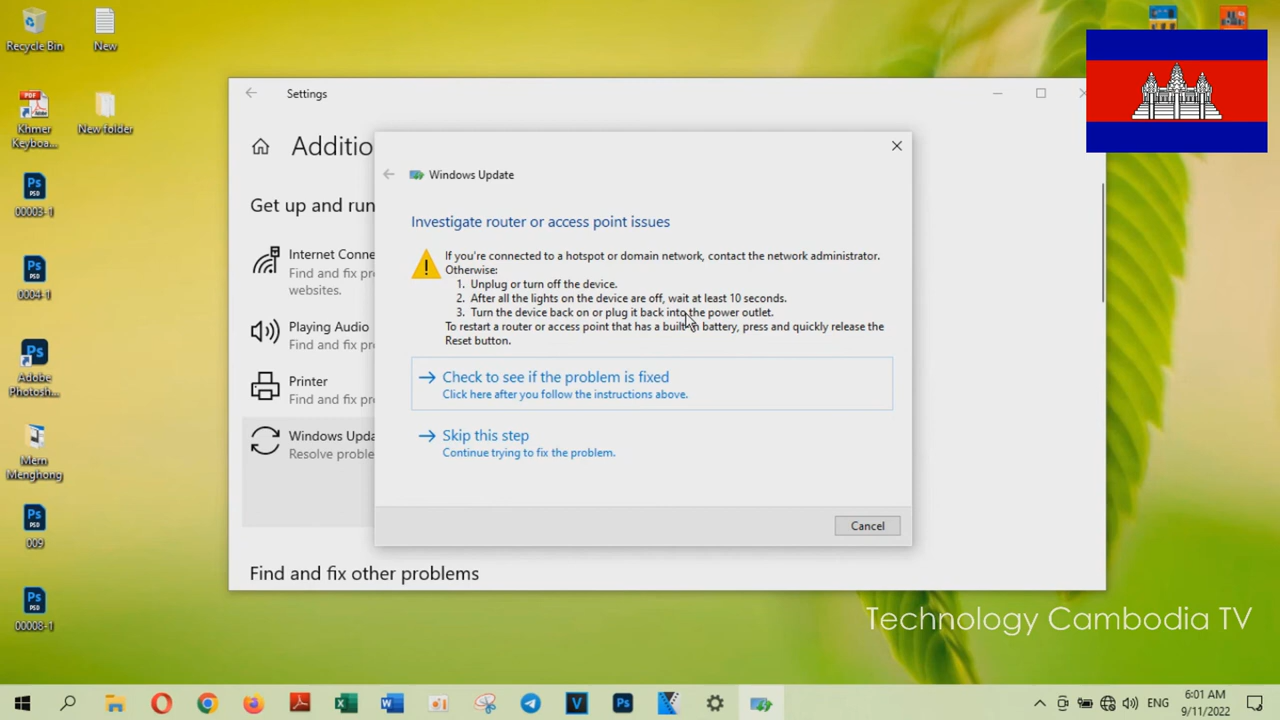 Recycle Bin
New
Khmer
Keyboa...
New folder
00003-1
0004-1
Adobe
Photosh...
Mem
Menghong
009
00008-1
Settings
Additio
Get up and run
Internet Conne
Find and fix pr
websites.
Playing Audio
Find and fix pr
Printer
Find and fix pr
Windows Upda
Resolve proble
Find and fix other problems
Windows Update
Investigate router or access point issues
If you're connected to a hotspot or domain network, contact the network administrator.
Otherwise:
1. Unplug or turn off the device.
2. After all the lights on the device are off, wait at least 10 seconds.
3. Turn the device back on or plug it back into the power outlet.
To restart a router or access point that has a built-in battery, press and quickly release the
Reset button.
Check to see if the problem is fixed
Click here after you follow the instructions above.
Skip this step
Continue trying to fix the problem.
Cancel
Technology Cambodia TV
ENG
6:01 AM
9/11/2022